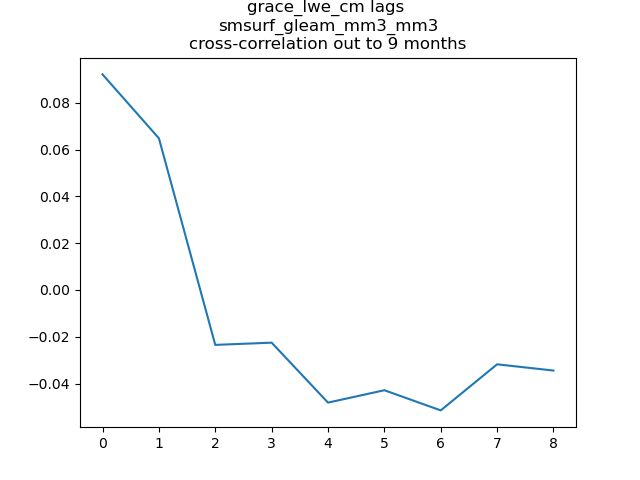 grace_lwe_cm lags
smsurf_gleam_mm3_mm3
cross-correlation out to 9 months
0.08
0.06
0.04
0.02
0.00
−0.02
−0.04
0 1 2 3 4 5 6 7 8